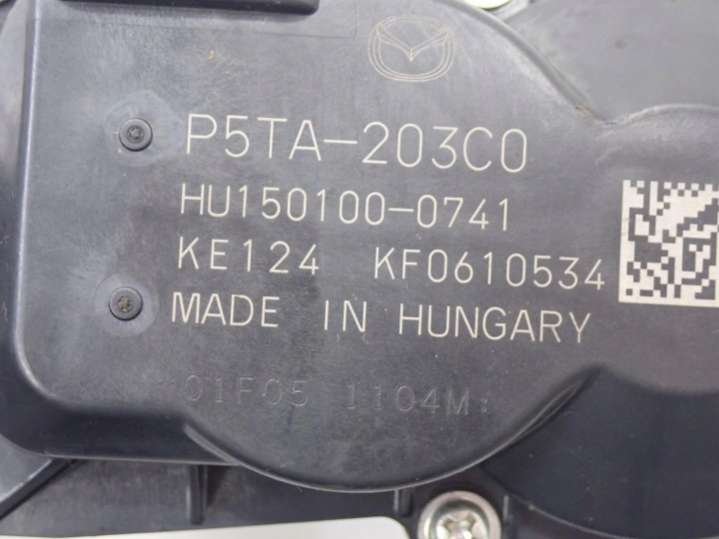 P5TA-203C0
HU150100-0741
KE124 KF0610534
MADE IN HUNGARY
01F05 1104M